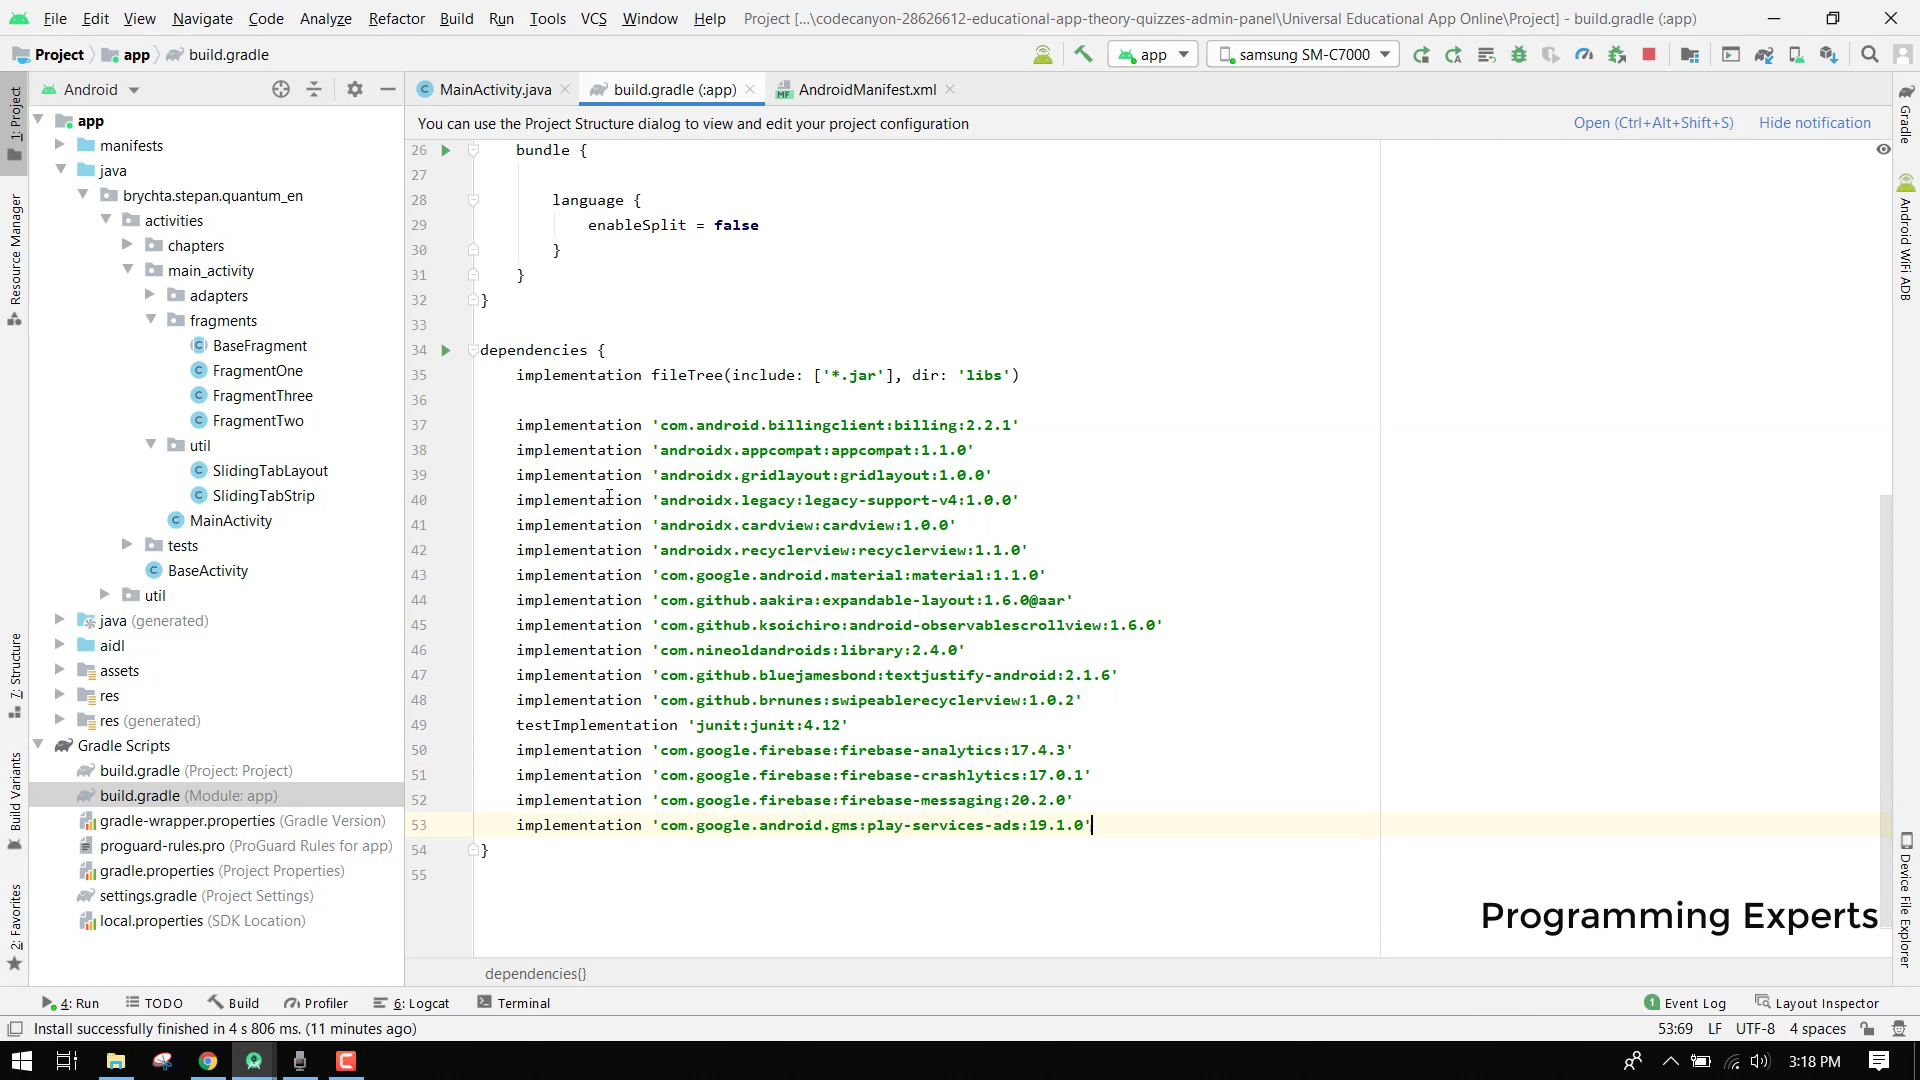 File Edit View Navigate Code Analyze Refactor Build Run Tools VCS Window Help Project [...\codecanyon-28626612-educational-app-theory-quizzes-admin-panel\Universal Educational App Online\Project] - build.gradle (:app)
Project app build.gradle
app samsung SM-C7000
Android
MainActivity.java build.gradle (:app) AndroidManifest.xml
You can use the Project Structure dialog to view and edit your project configuration Open (Ctrl+Alt+Shift+S) Hide notification
1: Project
Resource Manager
7: Structure
Build Variants
2: Favorites
app
manifests
java
brychta.stepan.quantum_en
activities
chapters
main_activity
adapters
fragments
BaseFragment
FragmentOne
FragmentThree
FragmentTwo
util
SlidingTabLayout
SlidingTabStrip
MainActivity
tests
BaseActivity
util
java (generated)
aidl
assets
res
res (generated)
Gradle Scripts
build.gradle (Project: Project)
build.gradle (Module: app)
gradle-wrapper.properties (Gradle Version)
proguard-rules.pro (ProGuard Rules for app)
gradle.properties (Project Properties)
settings.gradle (Project Settings)
local.properties (SDK Location)
26 bundle {
27
28 language {
29 enableSplit = false
30 }
31 }
32 }
33
34 dependencies {
35 implementation fileTree(include: ['*.jar'], dir: 'libs')
36
37 implementation 'com.android.billingclient:billing:2.2.1'
38 implementation 'androidx.appcompat:appcompat:1.1.0'
39 implementation 'androidx.gridlayout:gridlayout:1.0.0'
40 implementation 'androidx.legacy:legacy-support-v4:1.0.0'
41 implementation 'androidx.cardview:cardview:1.0.0'
42 implementation 'androidx.recyclerview:recyclerview:1.1.0'
43 implementation 'com.google.android.material:material:1.1.0'
44 implementation 'com.github.aakira:expandable-layout:1.6.0@aar'
45 implementation 'com.github.ksoichiro:android-observablescrollview:1.6.0'
46 implementation 'com.nineoldandroids:library:2.4.0'
47 implementation 'com.github.bluejamesbond:textjustify-android:2.1.6'
48 implementation 'com.github.brnunes:swipeablerecyclerview:1.0.2'
49 testImplementation 'junit:junit:4.12'
50 implementation 'com.google.firebase:firebase-analytics:17.4.3'
51 implementation 'com.google.firebase:firebase-crashlytics:17.0.1'
52 implementation 'com.google.firebase:firebase-messaging:20.2.0'
53 implementation 'com.google.android.gms:play-services-ads:19.1.0'
54 }
55
Programming Experts
dependencies{}
Gradle
Android WiFi ADB
Device File Explorer
4: Run TODO Build Profiler 6: Logcat Terminal 1 Event Log Layout Inspector
Install successfully finished in 4 s 806 ms. (11 minutes ago) 53:69 LF UTF-8 4 spaces
3:18 PM